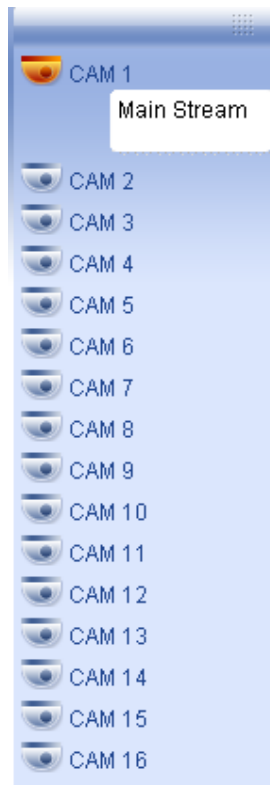 CAM 1
Main Stream
CAM 2
CAM 3
CAM 4
CAM 5
CAM 6
CAM 7
CAM 8
CAM 9
CAM 10
CAM 11
CAM 12
CAM 13
CAM 14
CAM 15
CAM 16